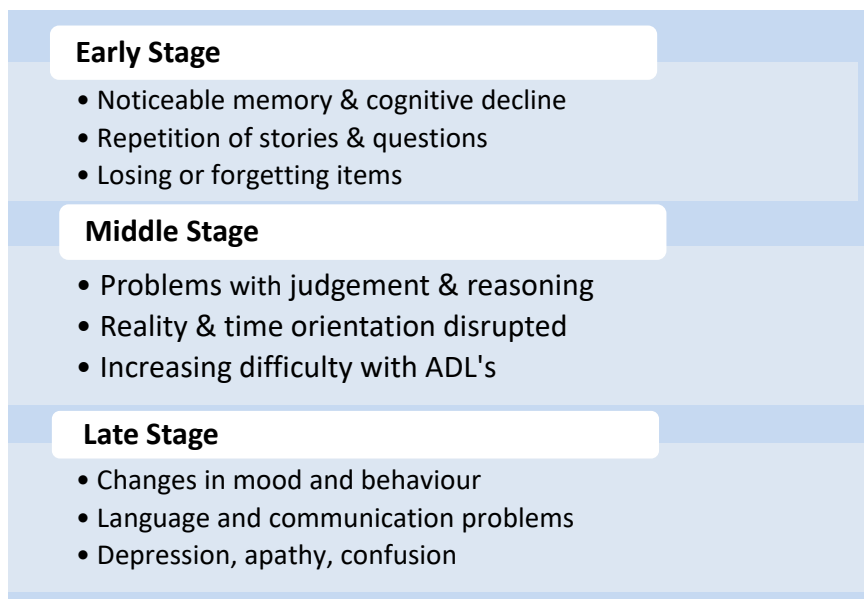 Early Stage
• Noticeable memory & cognitive decline
• Repetition of stories & questions
• Losing or forgetting items
Middle Stage
• Problems with judgement & reasoning
• Reality & time orientation disrupted
• Increasing difficulty with ADL's
Late Stage
• Changes in mood and behaviour
• Language and communication problems
• Depression, apathy, confusion